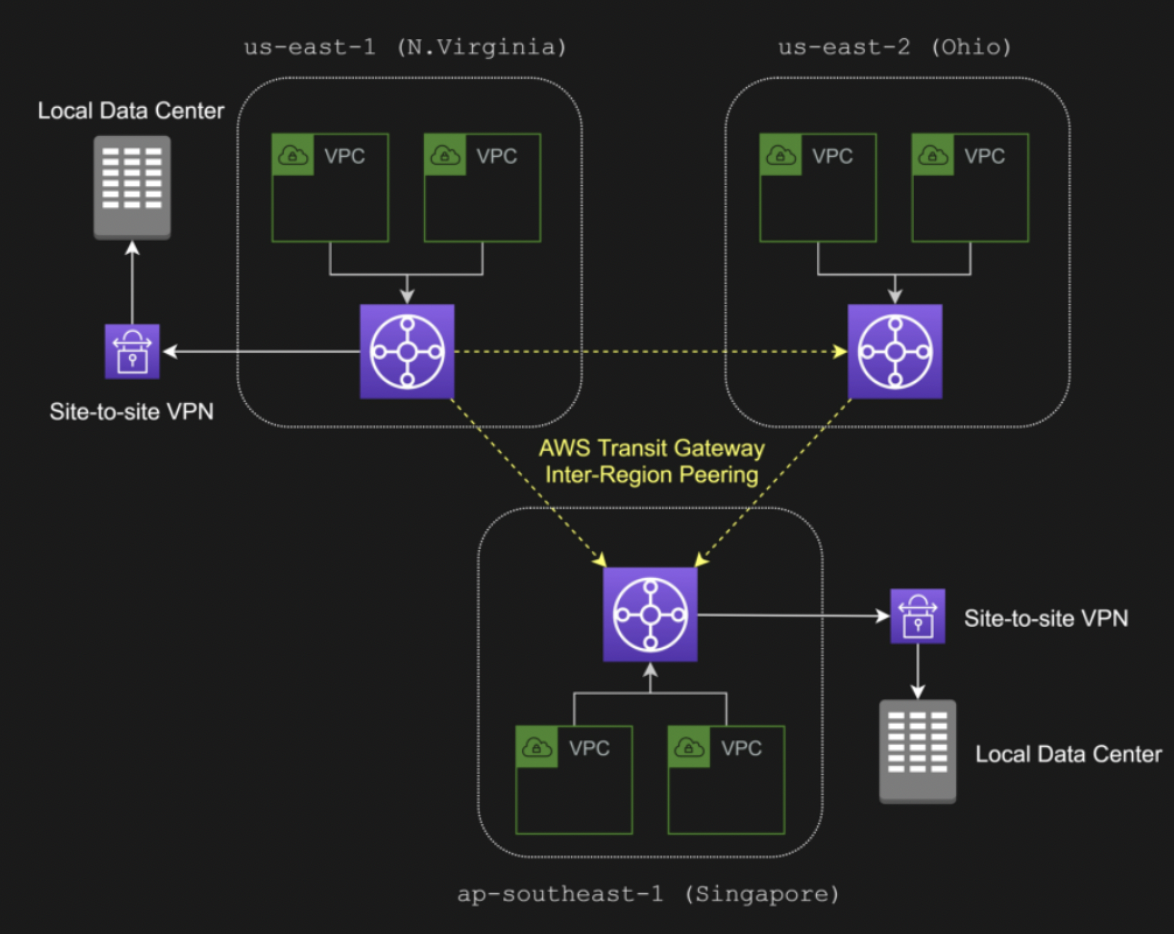 us-east-1 (N.Virginia)
us-east-2 (Ohio)
Local Data Center
VPC
VPC
VPC
VPC
Site-to-site VPN
AWS Transit Gateway
Inter-Region Peering
Site-to-site VPN
VPC
VPC
Local Data Center
ap-southeast-1 (Singapore)